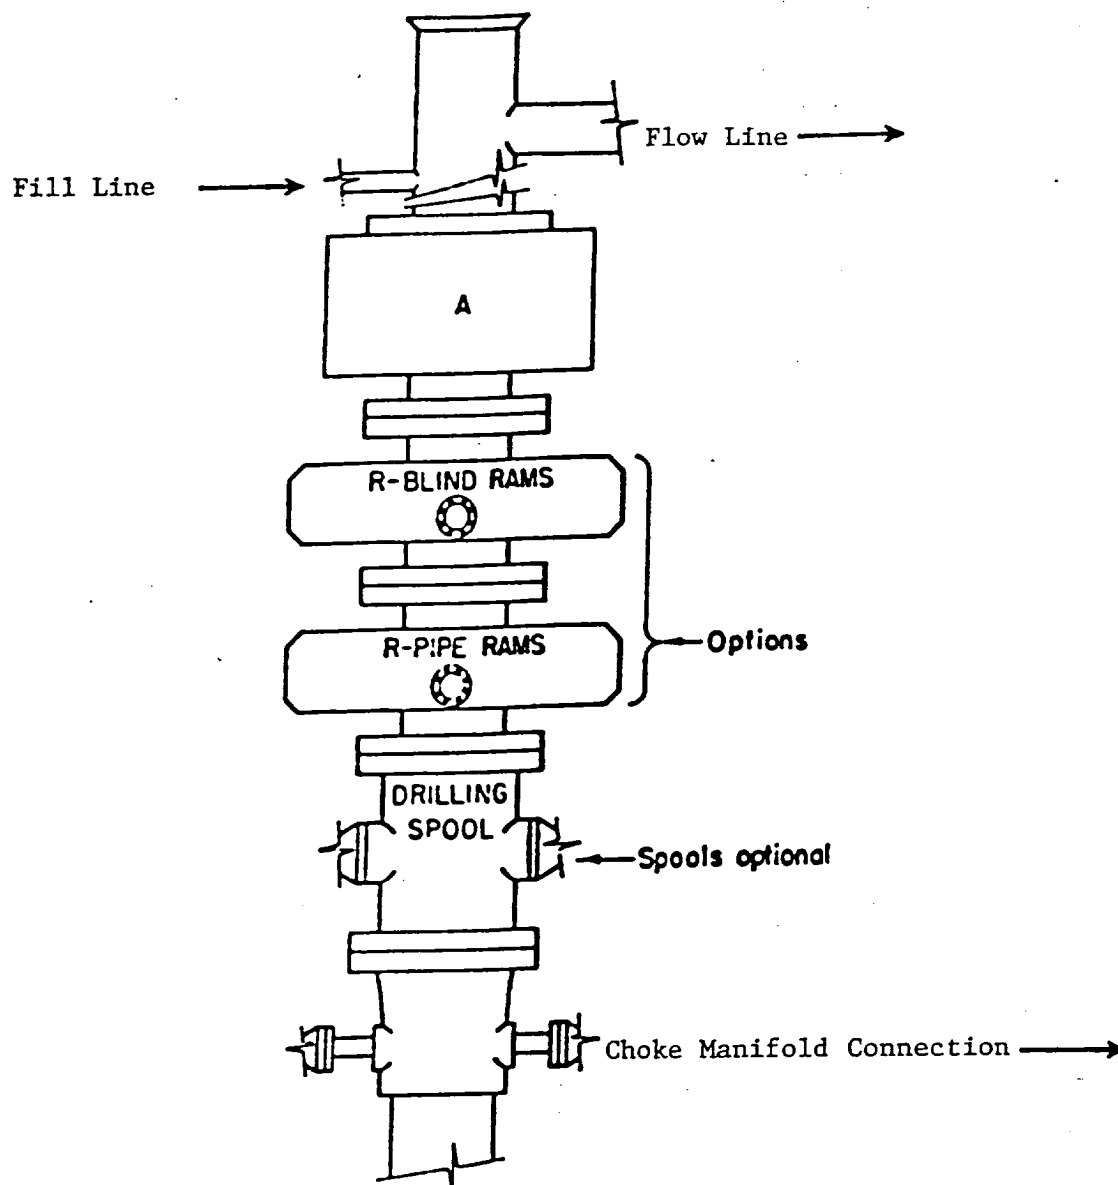 Flow Line
Fill Line
A
R-BLIND RAMS
R-PIPE RAMS
Options
DRILLING
SPOOL
Spools optional
Choke Manifold Connection